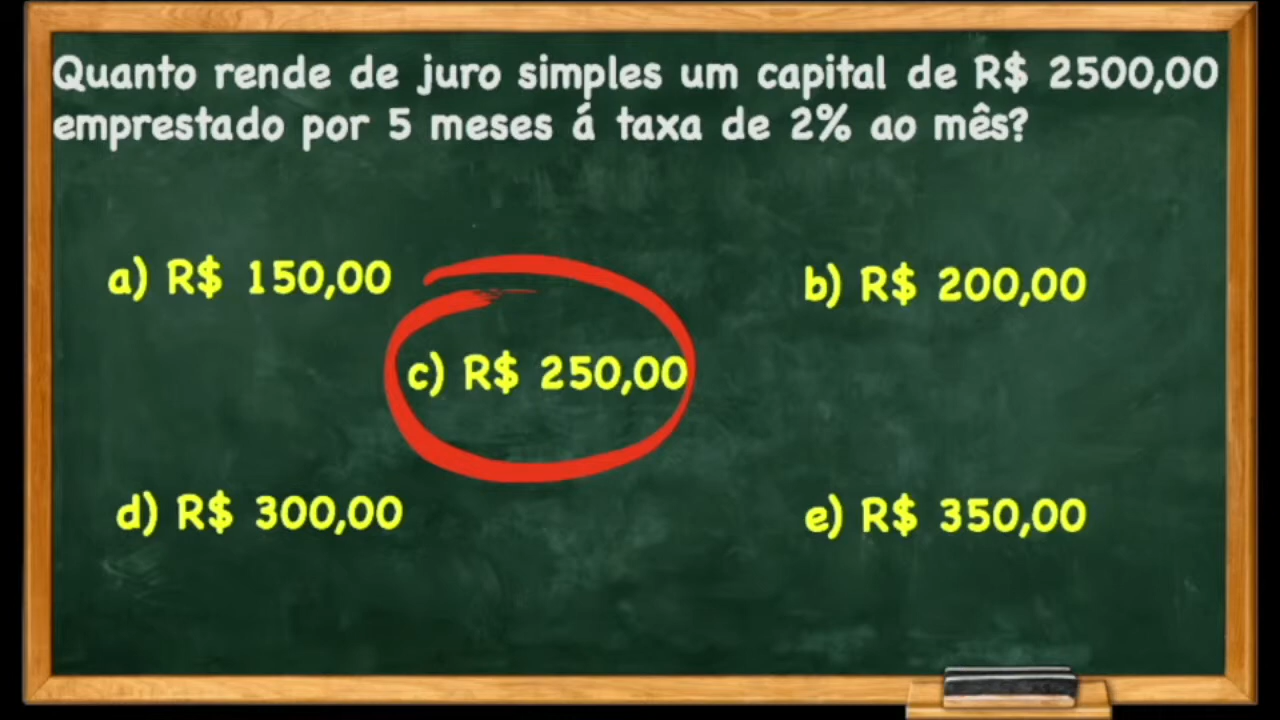 Quanto rende de juro simples um capital de R$ 2500,00
emprestado por 5 meses á taxa de 2% ao mês?
a) R$ 150,00
b) R$ 200,00
c) R$ 250,00
d) R$ 300,00
e) R$ 350,00